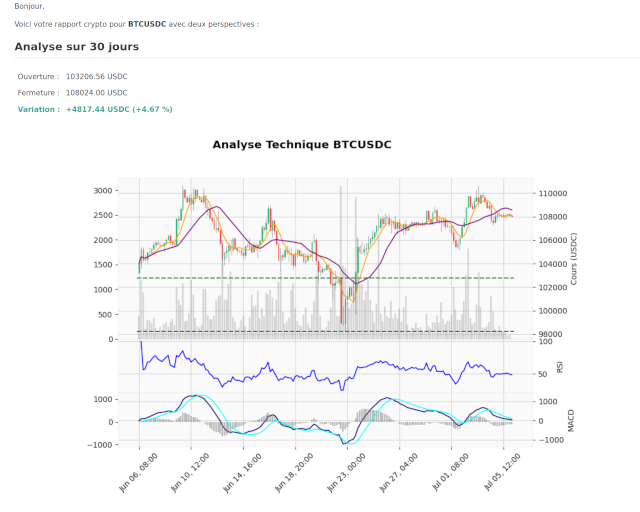 Bonjour,
Voici votre rapport crypto pour BTCUSDC avec deux perspectives :
Analyse sur 30 jours
Ouverture : 103206.56 USDC
Fermeture : 108024.00 USDC
Variation : +4817.44 USDC (+4.67 %)
Analyse Technique BTCUSDC
3000
2500
2000
1500
1000
500
0
110000
108000
106000
104000
102000
100000
98000
Cours (USDC)
100
50
RSI
1000
0
−1000
1000
0
−1000
MACD
Jun 06, 08:00
Jun 10, 12:00
Jun 14, 16:00
Jun 18, 20:00
Jun 23, 00:00
Jun 27, 04:00
Jul 01, 08:00
Jul 05, 12:00